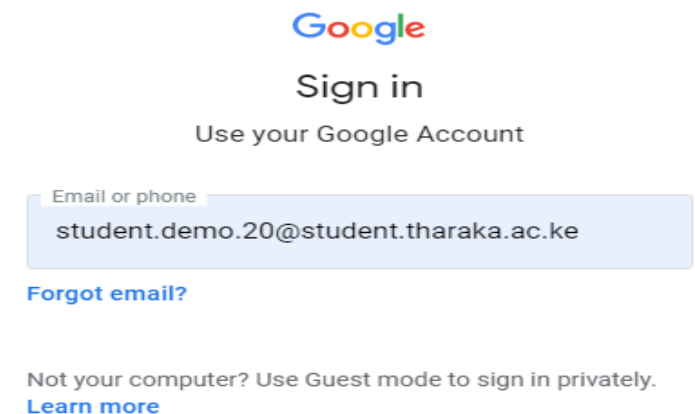 Google
Sign in
Use your Google Account
Email or phone
student.demo.20@student.tharaka.ac.ke
Forgot email?
Not your computer? Use Guest mode to sign in privately.
Learn more